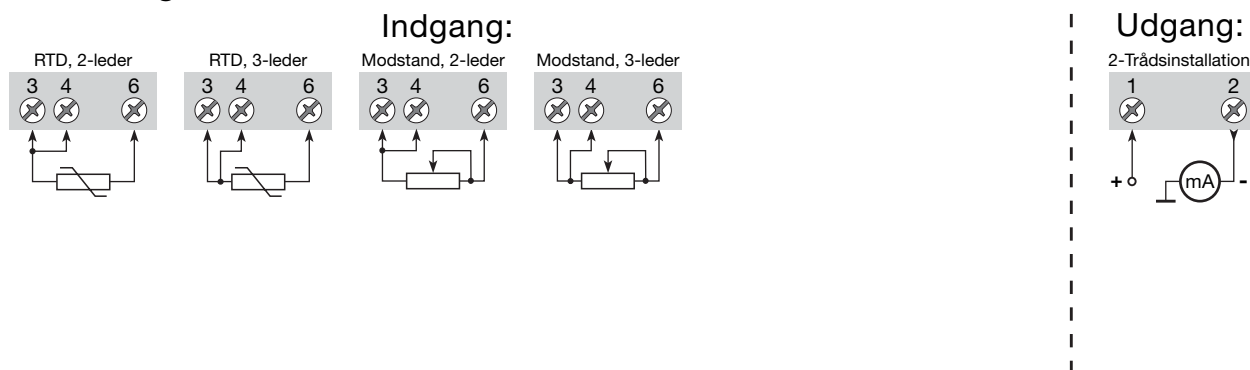 Indgang:
RTD, 2-leder
3 4 6
RTD, 3-leder
3 4 6
Modstand, 2-leder
3 4 6
Modstand, 3-leder
3 4 6
Udgang:
2-Trådsinstallation
1 2
+ mA -